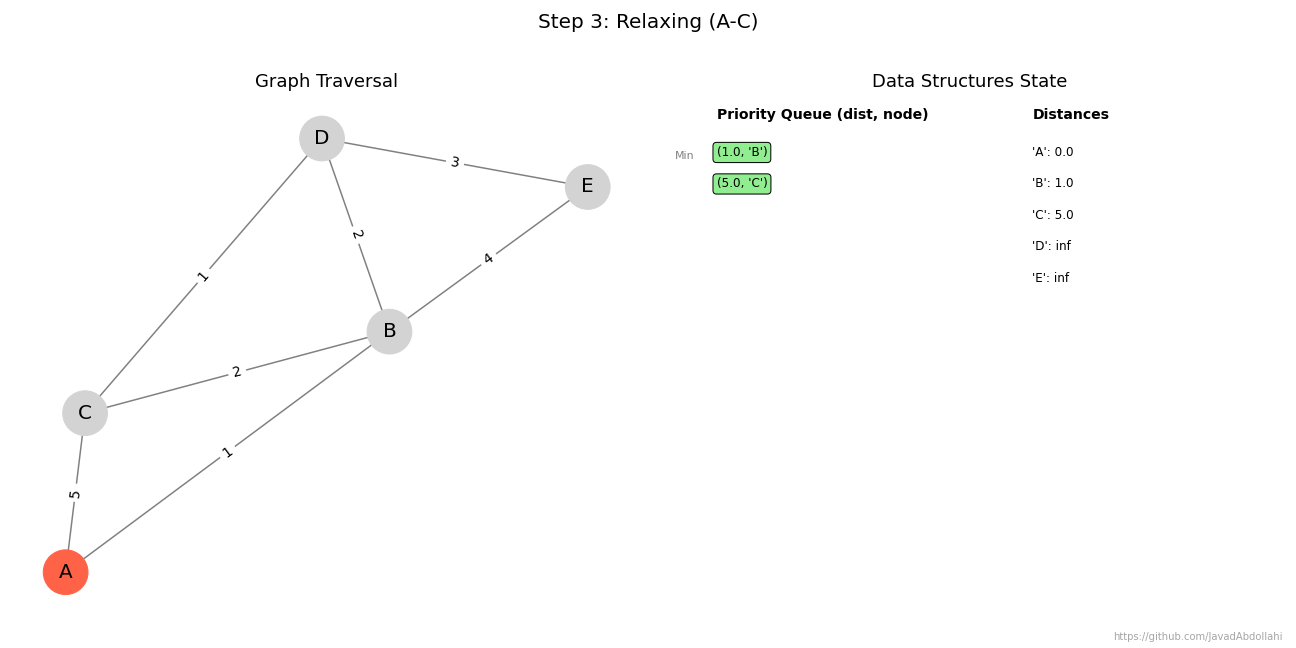 Step 3: Relaxing (A-C)
Graph Traversal
D
3
E
2
4
1
B
2
C
1
5
A
Data Structures State
Priority Queue (dist, node)
Min
(1.0, 'B')
(5.0, 'C')
Distances
'A': 0.0
'B': 1.0
'C': 5.0
'D': inf
'E': inf
https://github.com/JavadAbdollahi